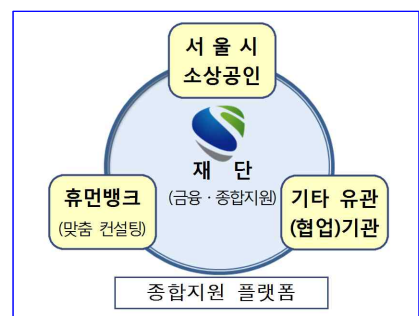 서 울 시
소상공인
재 단
(금융 · 종합지원)
휴먼뱅크
(맞춤 컨설팅)
기타 유관
(협업)기관
종합지원 플랫폼